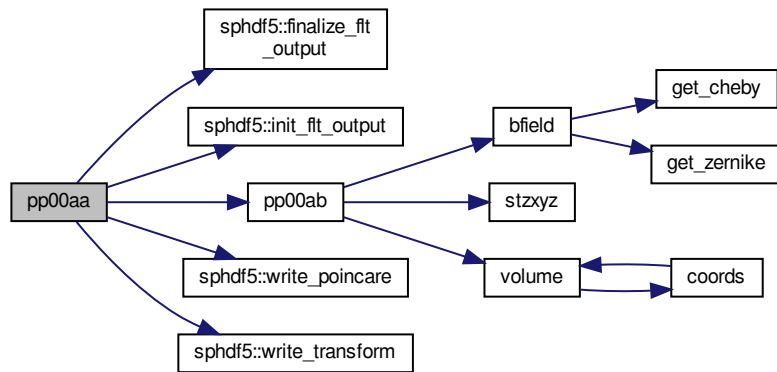 pp00aa
sphdf5::finalize_flt
_output
sphdf5::init_flt_output
pp00ab
sphdf5::write_poincare
sphdf5::write_transform
bfield
stzxyz
volume
get_cheby
get_zernike
coords